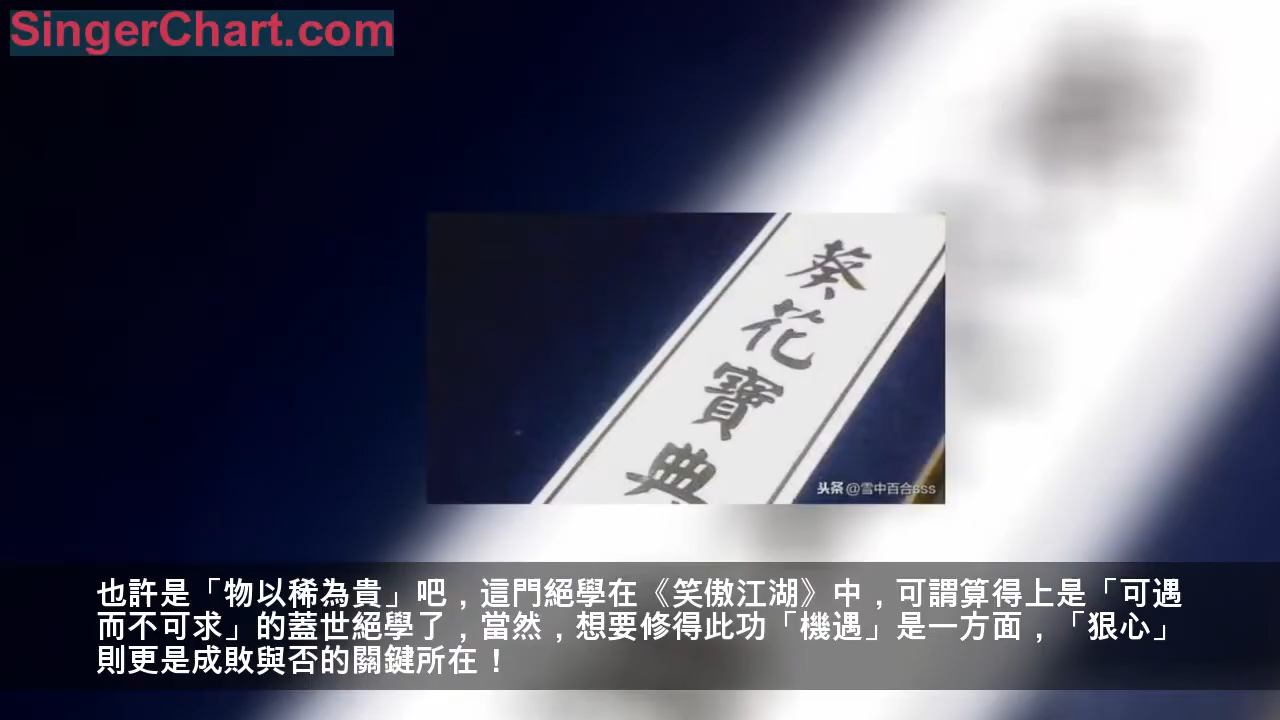 SingerChart.com
葵花寶典
头条 @雪中百合sss
也許是「物以稀為貴」吧，這門絕學在《笑傲江湖》中，可謂算得上是「可遇
而不可求」的蓋世絕學了，當然，想要修得此功「機遇」是一方面，「狠心」
則更是成敗與否的關鍵所在！